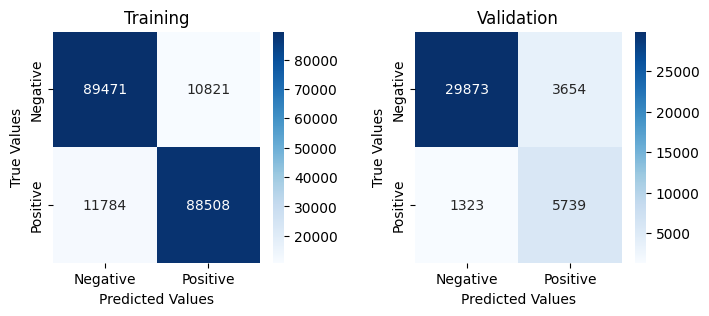 Training
True Values
Negative
Positive
89471
10821
11784
88508
Negative
Positive
Predicted Values
80000
70000
60000
50000
40000
30000
20000
Validation
True Values
Negative
Positive
29873
3654
1323
5739
Negative
Positive
Predicted Values
25000
20000
15000
10000
5000